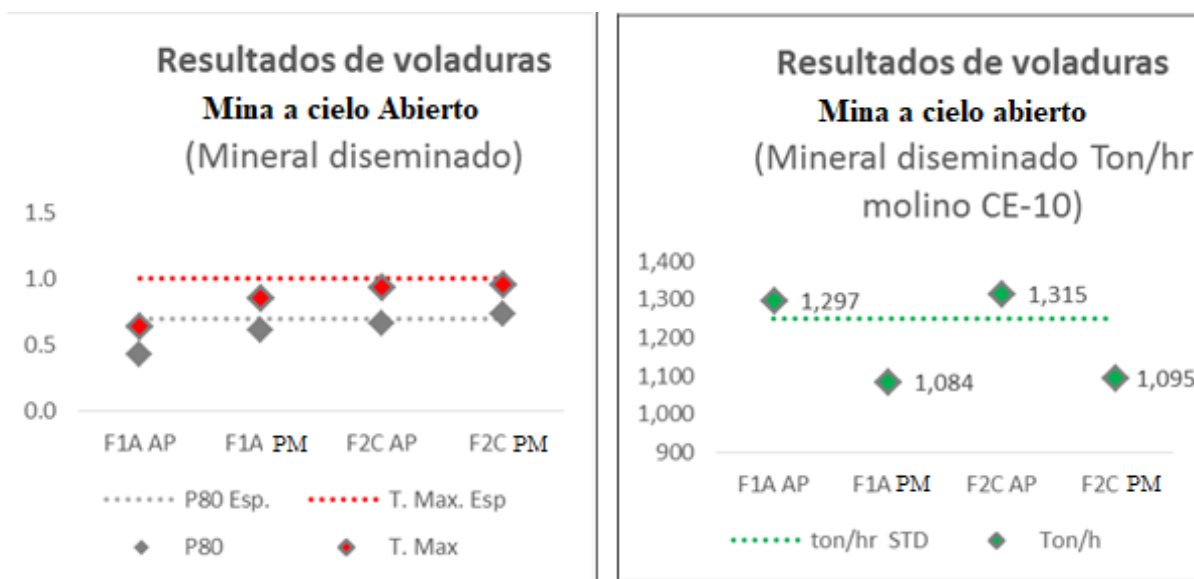 Resultados de voladuras
Mina a cielo Abierto
(Mineral diseminado)
1.5
1.0
0.5
0.0
F1A AP F1A PM F2C AP F2C PM
P80 Esp. T. Max. Esp
P80 T. Max
Resultados de voladuras
Mina a cielo abierto
(Mineral diseminado Ton/hr
molino CE-10)
1,400
1,300
1,200
1,100
1,000
900
1,297
1,084
1,315
1,095
F1A AP F1A PM F2C AP F2C PM
ton/hr STD Ton/h